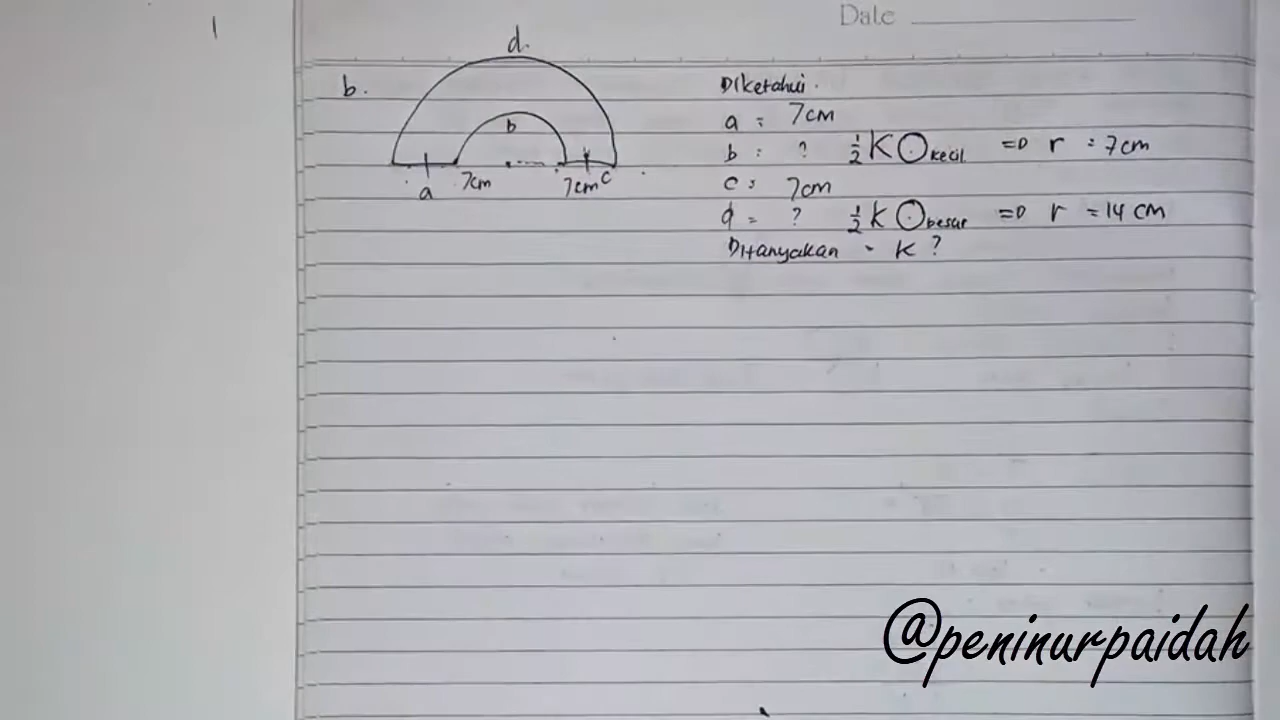 Date
b.
d.
b
7cm
7cm
c
a
Diketahui.
a = 7cm
b = ? ½ K O kecil => r = 7cm
c = 7cm
d = ? ½ K O besar => r = 14 cm
Ditanyakan = K ?
@peninurpaidah